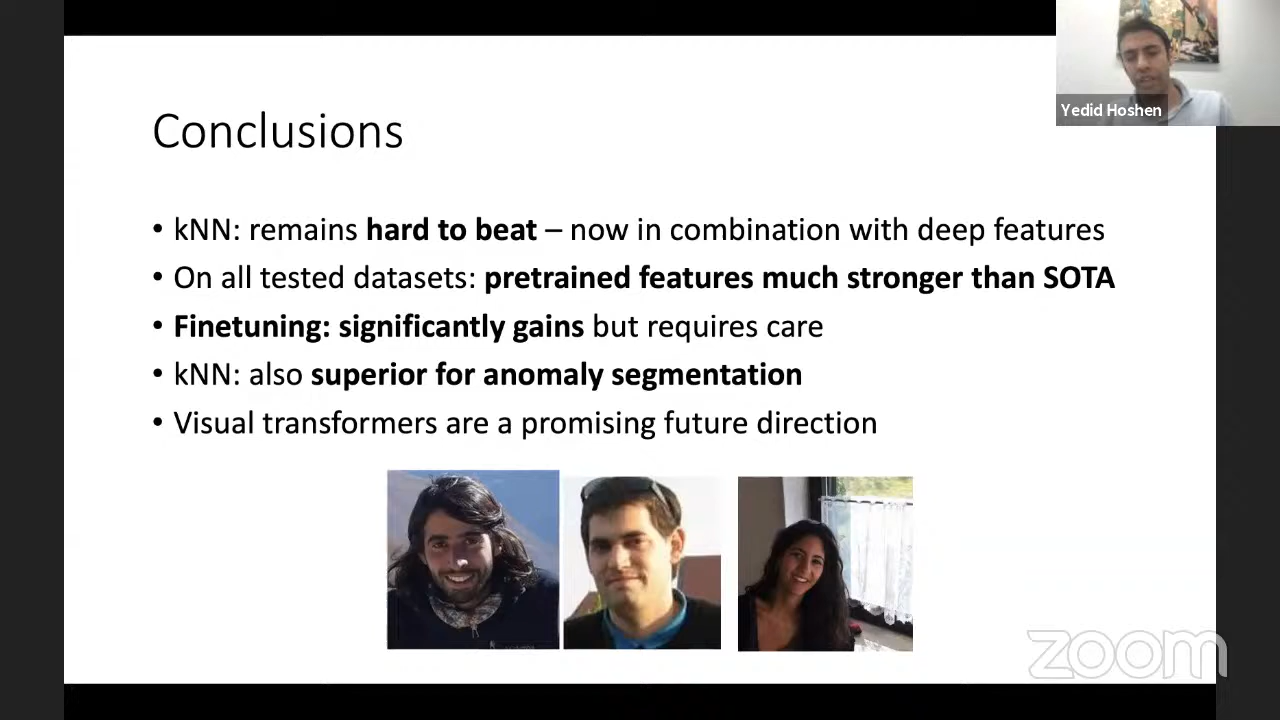 Yedid Hoshen
Conclusions
• kNN: remains hard to beat – now in combination with deep features
• On all tested datasets: pretrained features much stronger than SOTA
• Finetuning: significantly gains but requires care
• kNN: also superior for anomaly segmentation
• Visual transformers are a promising future direction
zoom